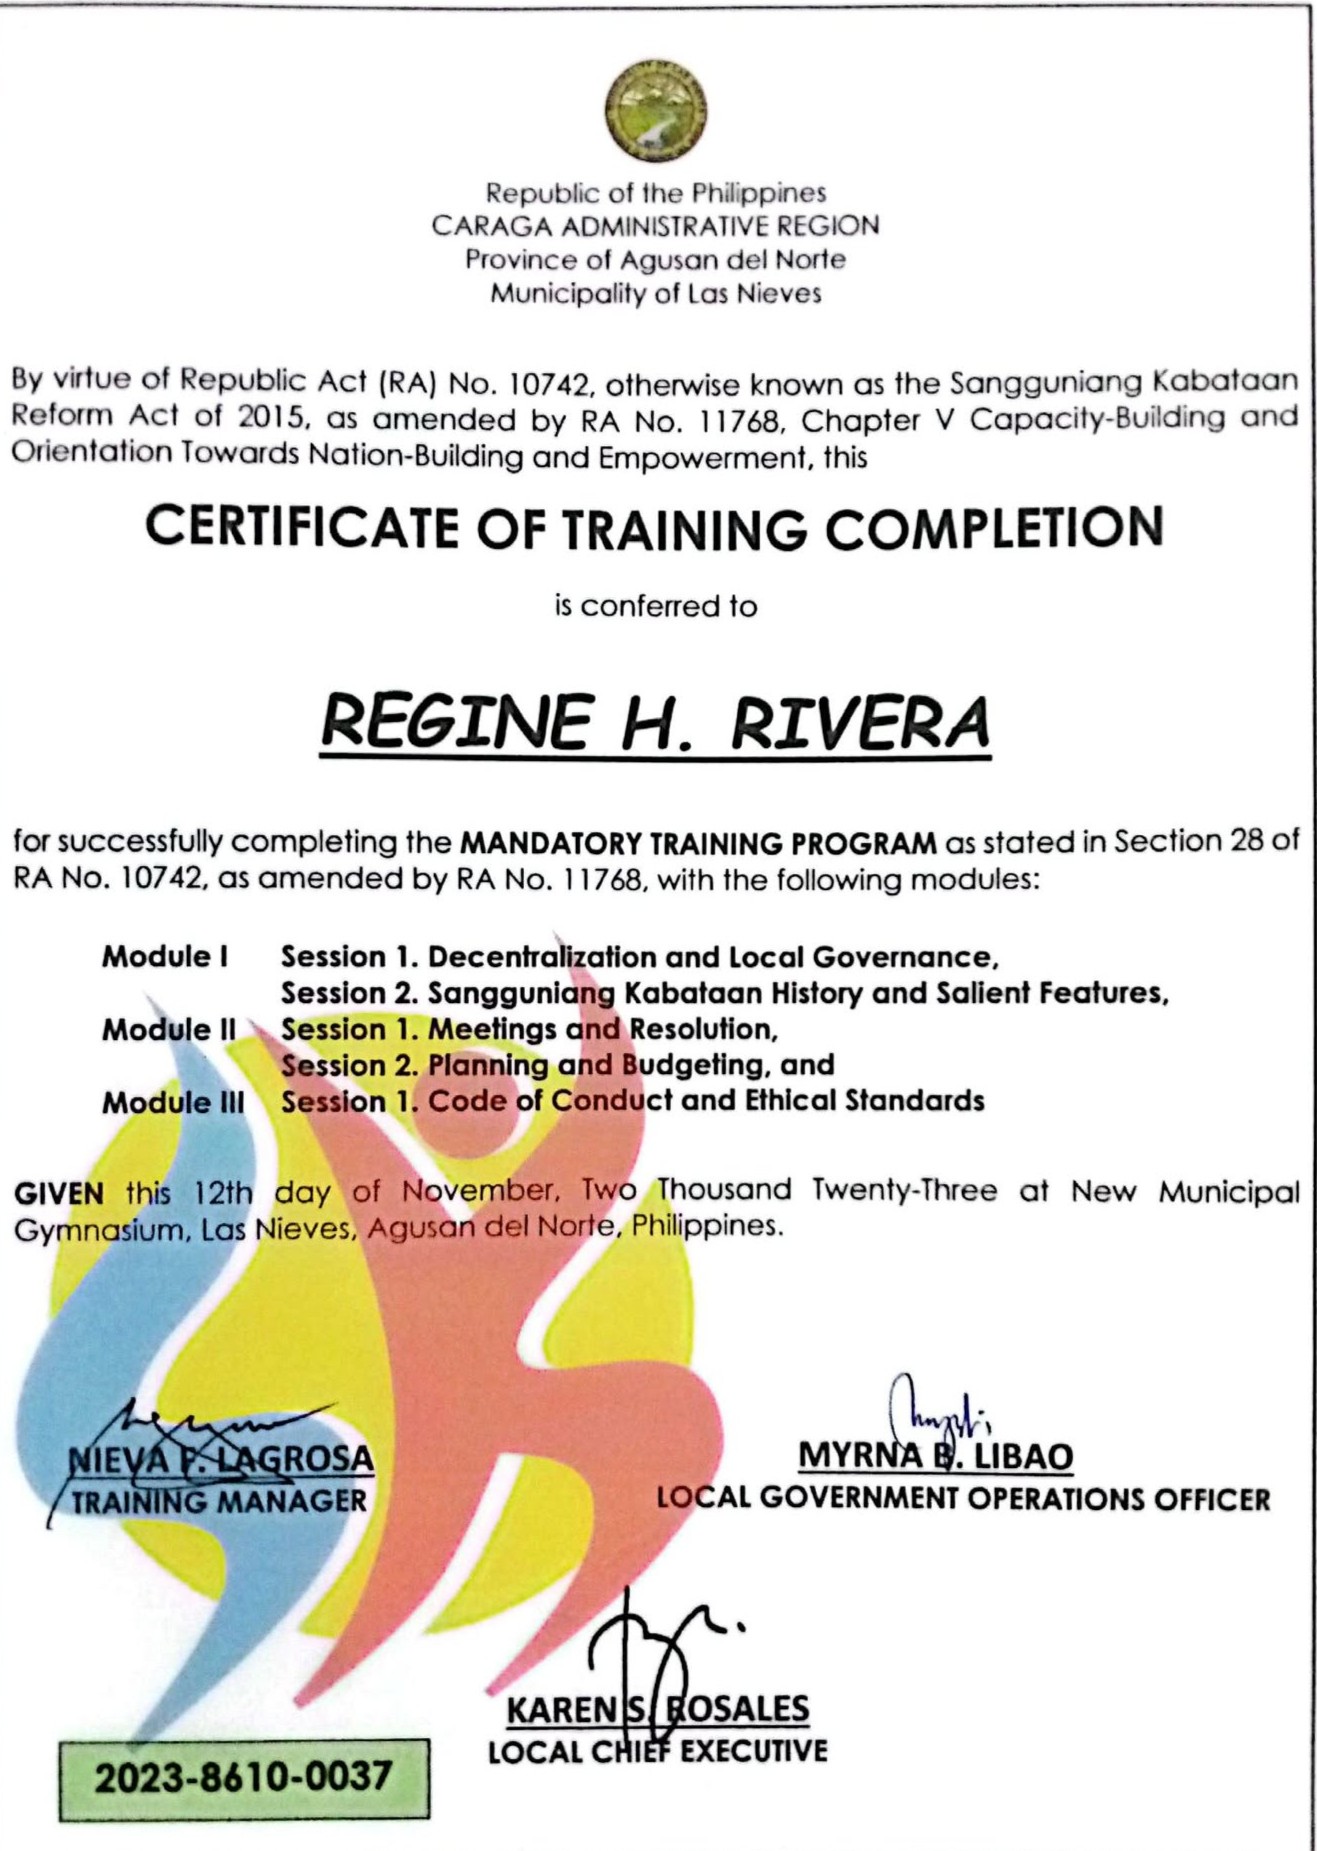 Republic of the Philippines
CARAGA ADMINISTRATIVE REGION
Province of Agusan del Norte
Municipality of Las Nieves
By virtue of Republic Act (RA) No. 10742, otherwise known as the Sangguniang Kabataan
Reform Act of 2015, as amended by RA No. 11768, Chapter V Capacity-Building and
Orientation Towards Nation-Building and Empowerment, this
CERTIFICATE OF TRAINING COMPLETION
is conferred to
REGINE H. RIVERA
for successfully completing the MANDATORY TRAINING PROGRAM as stated in Section 28 of
RA No. 10742, as amended by RA No. 11768, with the following modules:
Module I Session 1. Decentralization and Local Governance,
Session 2. Sangguniang Kabataan History and Salient Features,
Module II Session 1. Meetings and Resolution,
Session 2. Planning and Budgeting, and
Module III Session 1. Code of Conduct and Ethical Standards
GIVEN this 12th day of November, Two Thousand Twenty-Three at New Municipal
Gymnasium, Las Nieves, Agusan del Norte, Philippines.
NIEVA P. LAGROSA
TRAINING MANAGER
MYRNA B. LIBAO
LOCAL GOVERNMENT OPERATIONS OFFICER
KAREN S. ROSALES
LOCAL CHIEF EXECUTIVE
2023-8610-0037